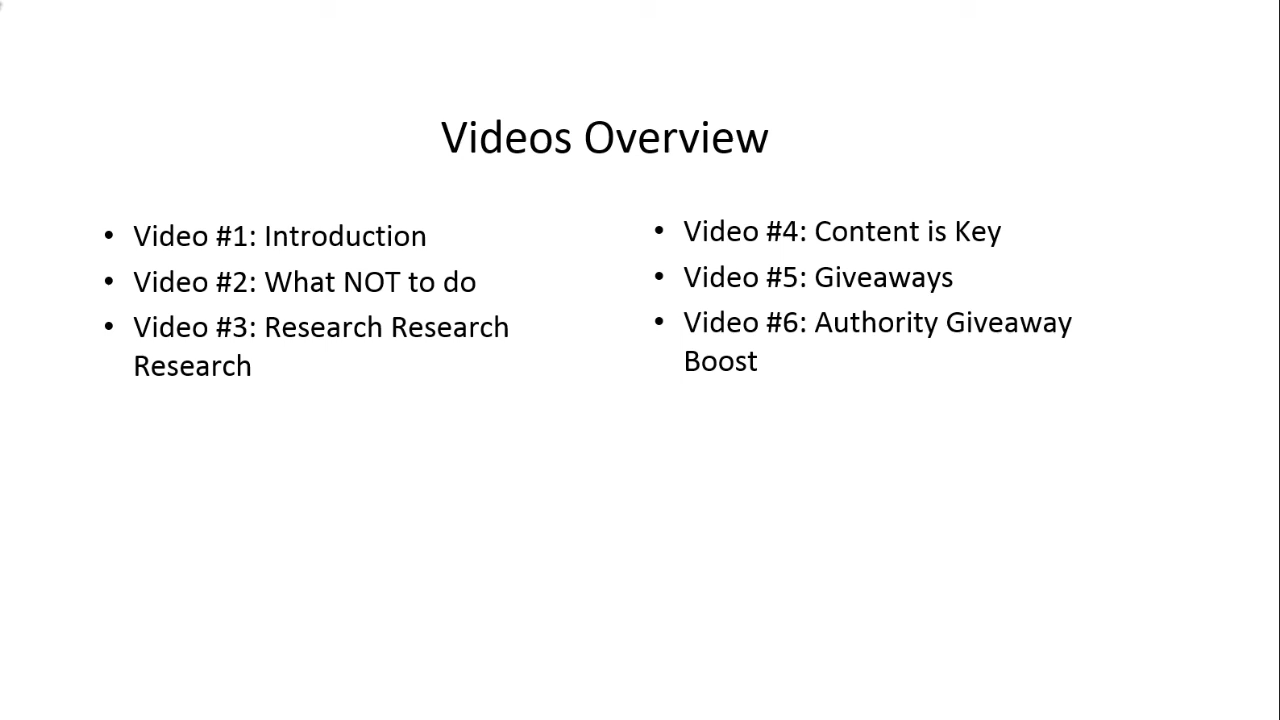 Videos Overview
• Video #1: Introduction
• Video #2: What NOT to do
• Video #3: Research Research
Research
• Video #4: Content is Key
• Video #5: Giveaways
• Video #6: Authority Giveaway
Boost